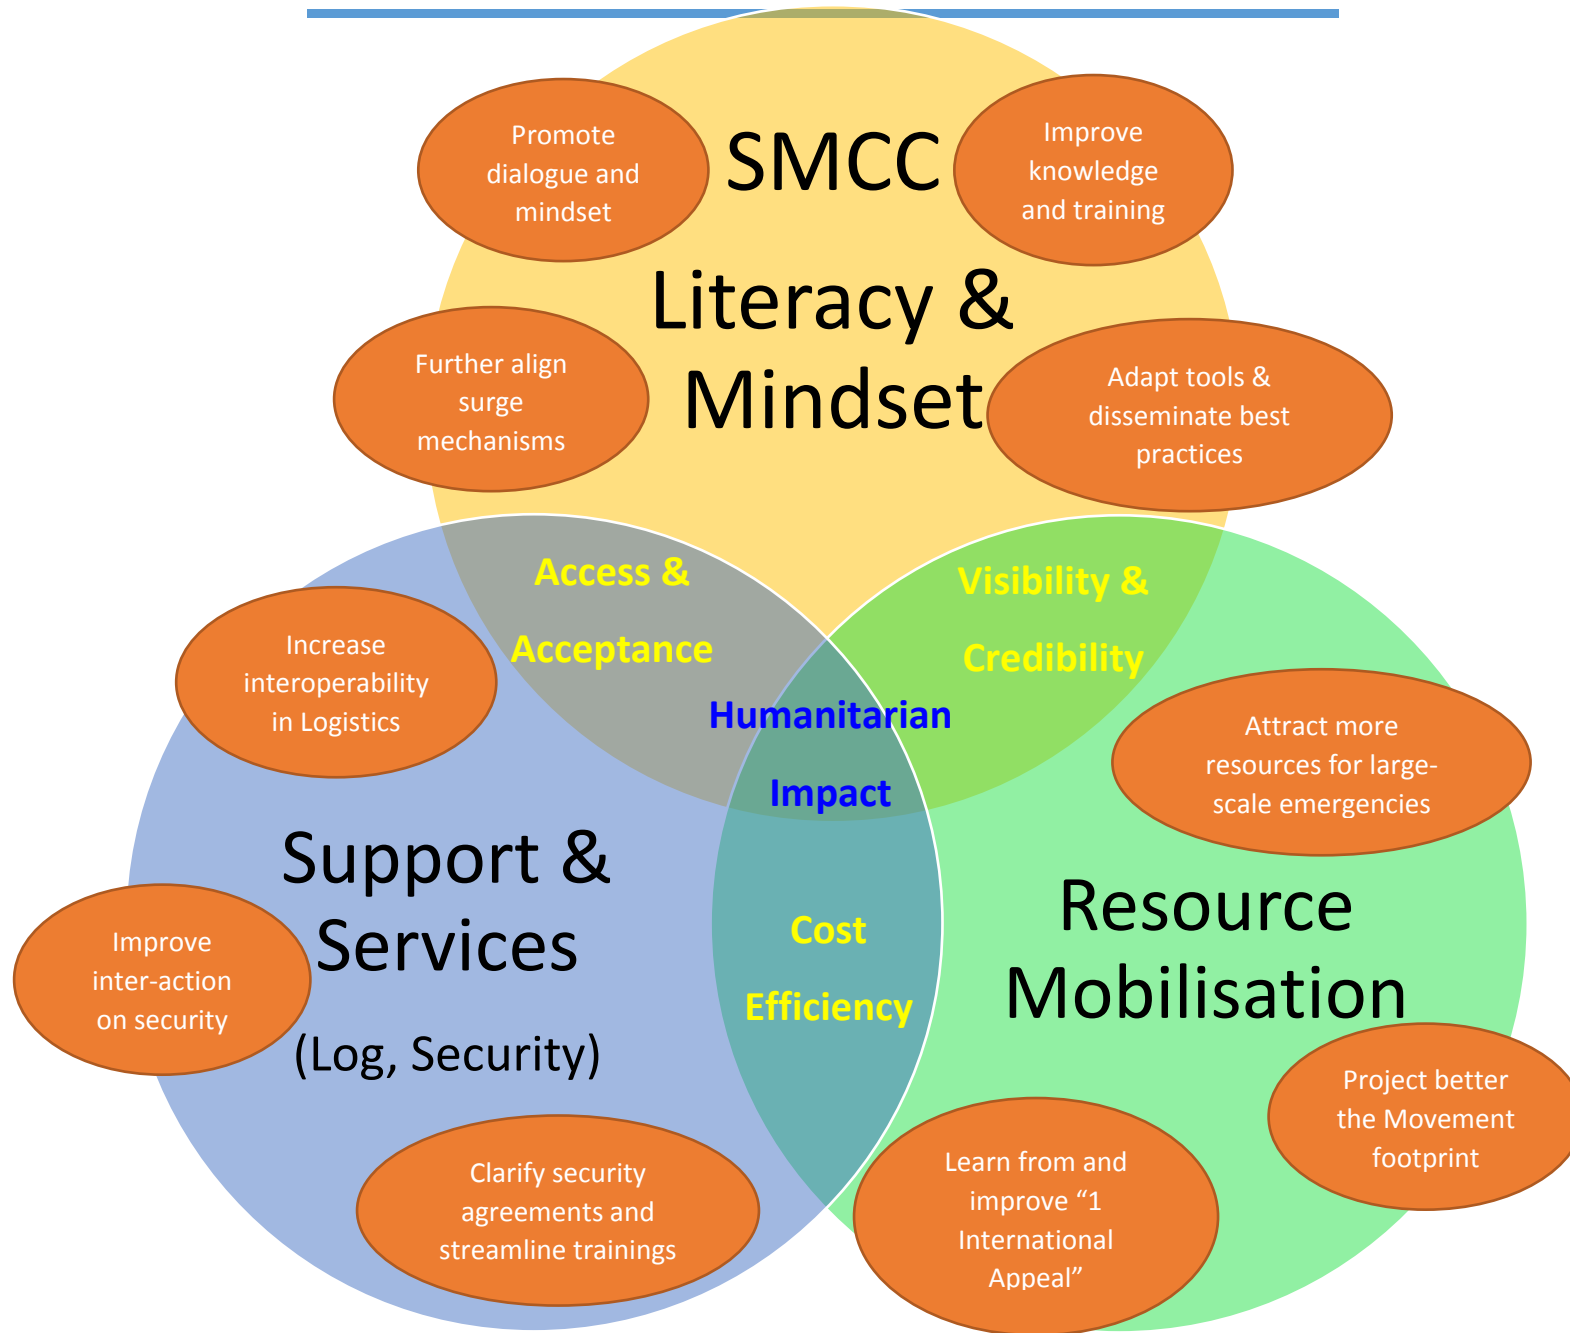 Promote
dialogue and
mindset
SMCC
Improve
knowledge
and training
Literacy &
Mindset
Further align
surge
mechanisms
Adapt tools &
disseminate best
practices
Access &
Acceptance
Visibility &
Credibility
Increase
interoperability
in Logistics
Humanitarian
Impact
Attract more
resources for large-
scale emergencies
Support &
Services
(Log, Security)
Resource
Mobilisation
Improve
inter-action
on security
Cost
Efficiency
Project better
the Movement
footprint
Clarify security
agreements and
streamline trainings
Learn from and
improve “1
International
Appeal”